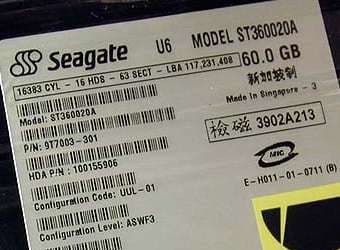 Seagate U6 MODEL ST360020A
16383 CYL - 16 HDS - 63 SECT - LBA 117,231,408
60.0 GB
Model: ST360020A
新加坡制
Made in Singapore - 3
P/N: 9T7003-301
檢磁 3902A213
HDA P/N: 100155906
MIC
Configuration Code: UUL-01
E-H011-01-0711 (B)
Configuration Level: ASWF3